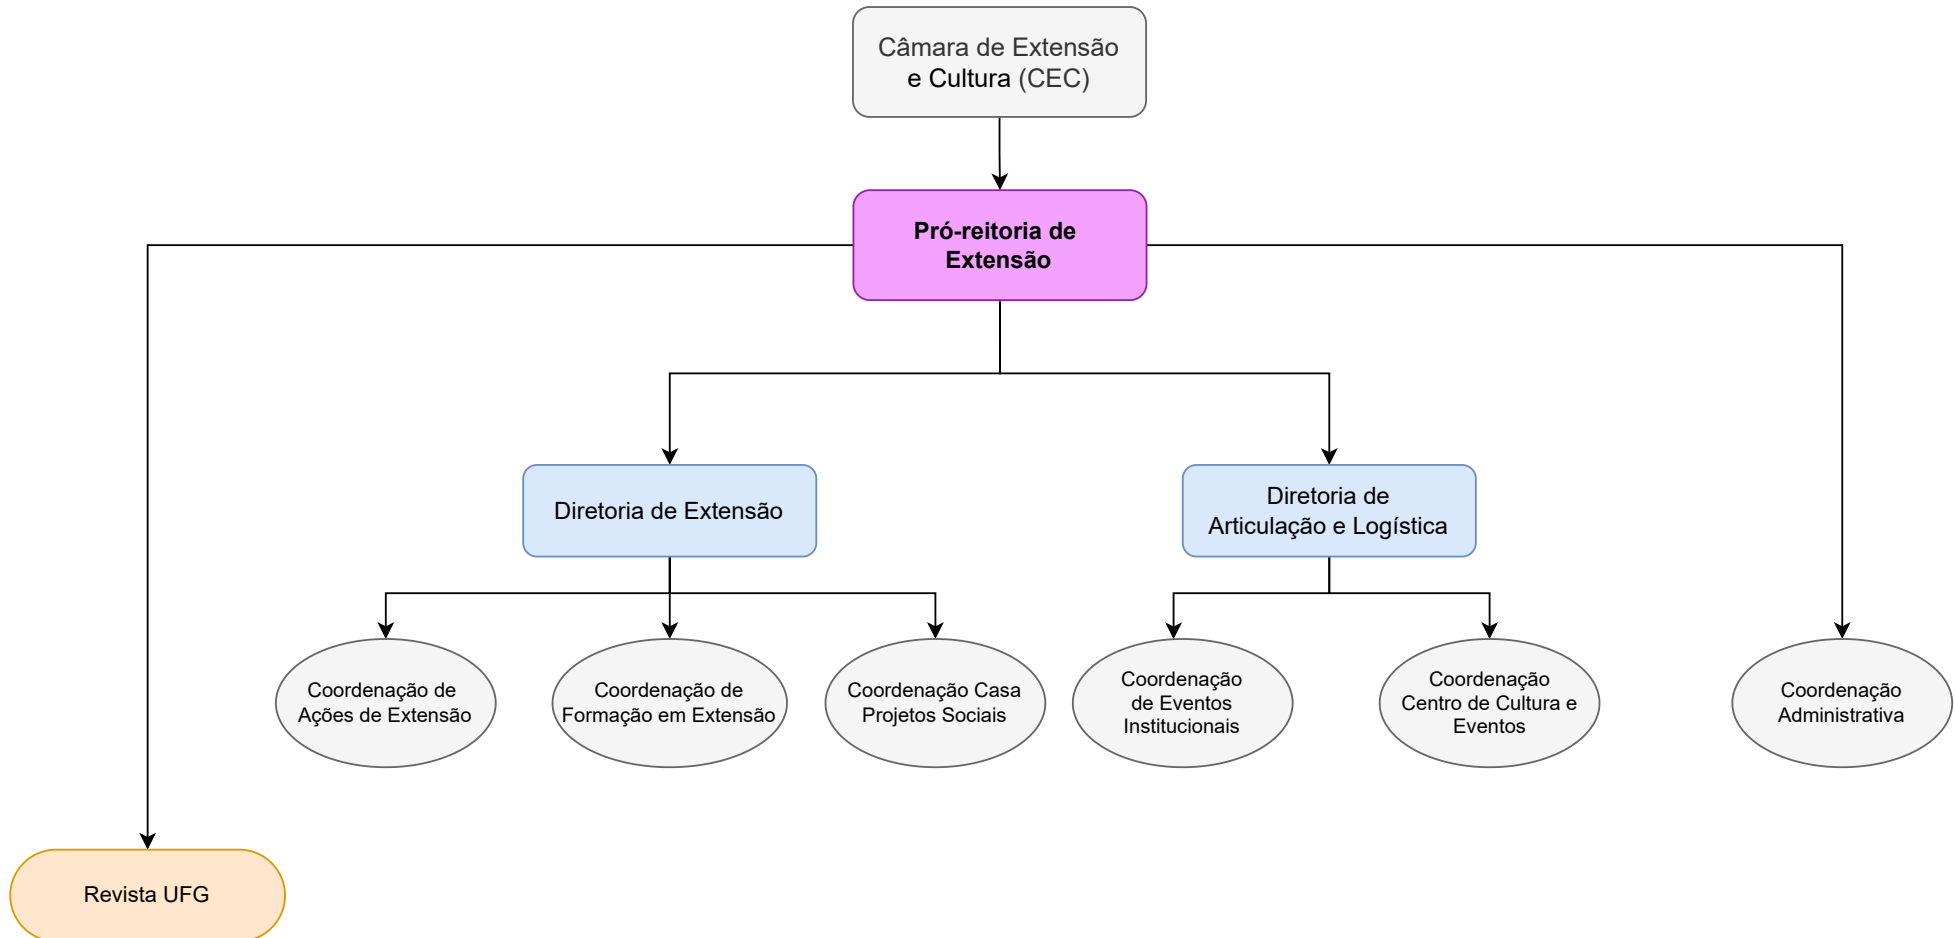 Câmara de Extensão
e Cultura (CEC)
Pró-reitoria de
Extensão
Diretoria de Extensão
Diretoria de
Articulação e Logística
Coordenação de
Ações de Extensão
Coordenação de
Formação em Extensão
Coordenação Casa
Projetos Sociais
Coordenação
de Eventos
Institucionais
Coordenação
Centro de Cultura e
Eventos
Coordenação
Administrativa
Revista UFG